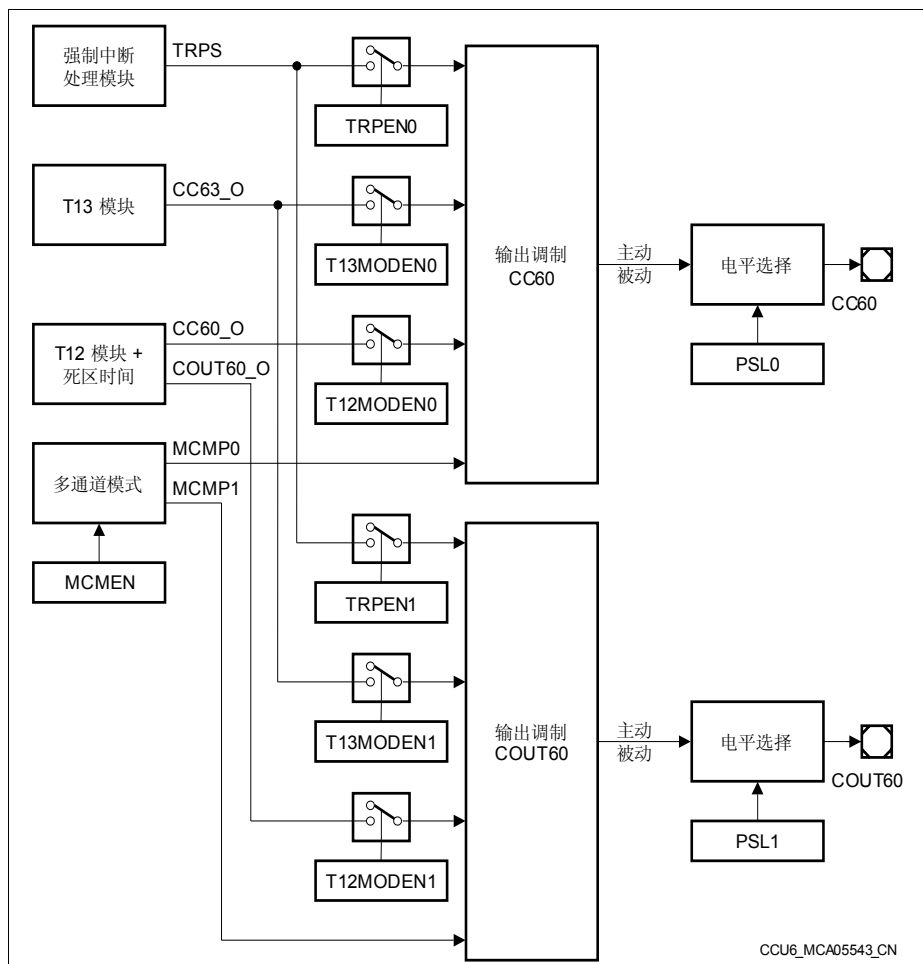 强制中断
处理模块
TRPS
TRPEN0
T13 模块
CC63_O
T13MODEN0
T12 模块 +
死区时间
CC60_O
COUT60_O
T12MODEN0
多通道模式
MCMP0
MCMP1
MCMEN
输出调制
CC60
主动
被动
电平选择
CC60
PSL0
TRPEN1
T13MODEN1
T12MODEN1
输出调制
COUT60
主动
被动
电平选择
COUT60
PSL1
CCU6_MCA05543_CN